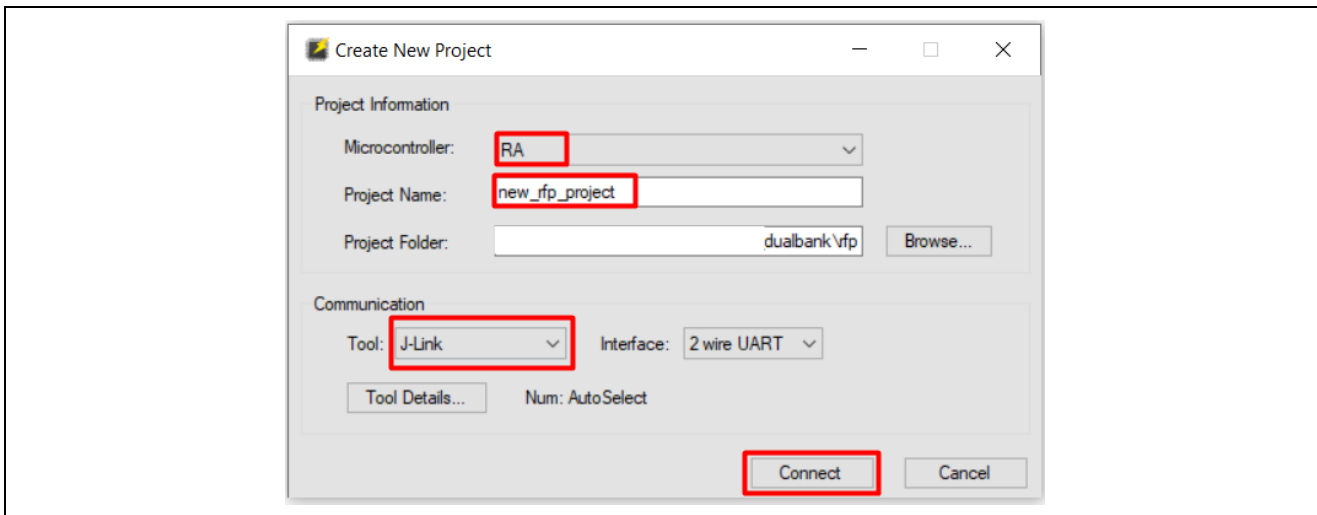 Create New Project
Project Information
Microcontroller: RA
Project Name: new_rfp_project
Project Folder: dualbank\rfp Browse...
Communication
Tool: J-Link Interface: 2 wire UART
Tool Details... Num: AutoSelect
Connect Cancel